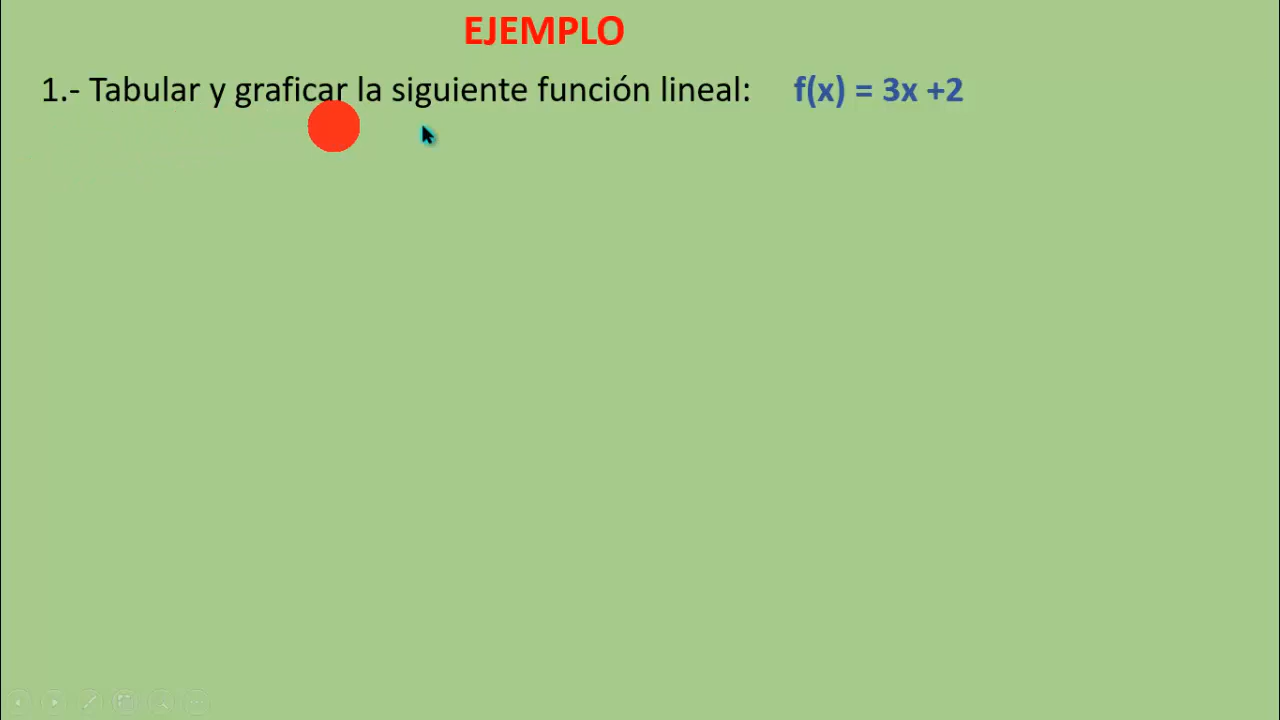 EJEMPLO
1.- Tabular y graficar la siguiente función lineal: f(x) = 3x +2